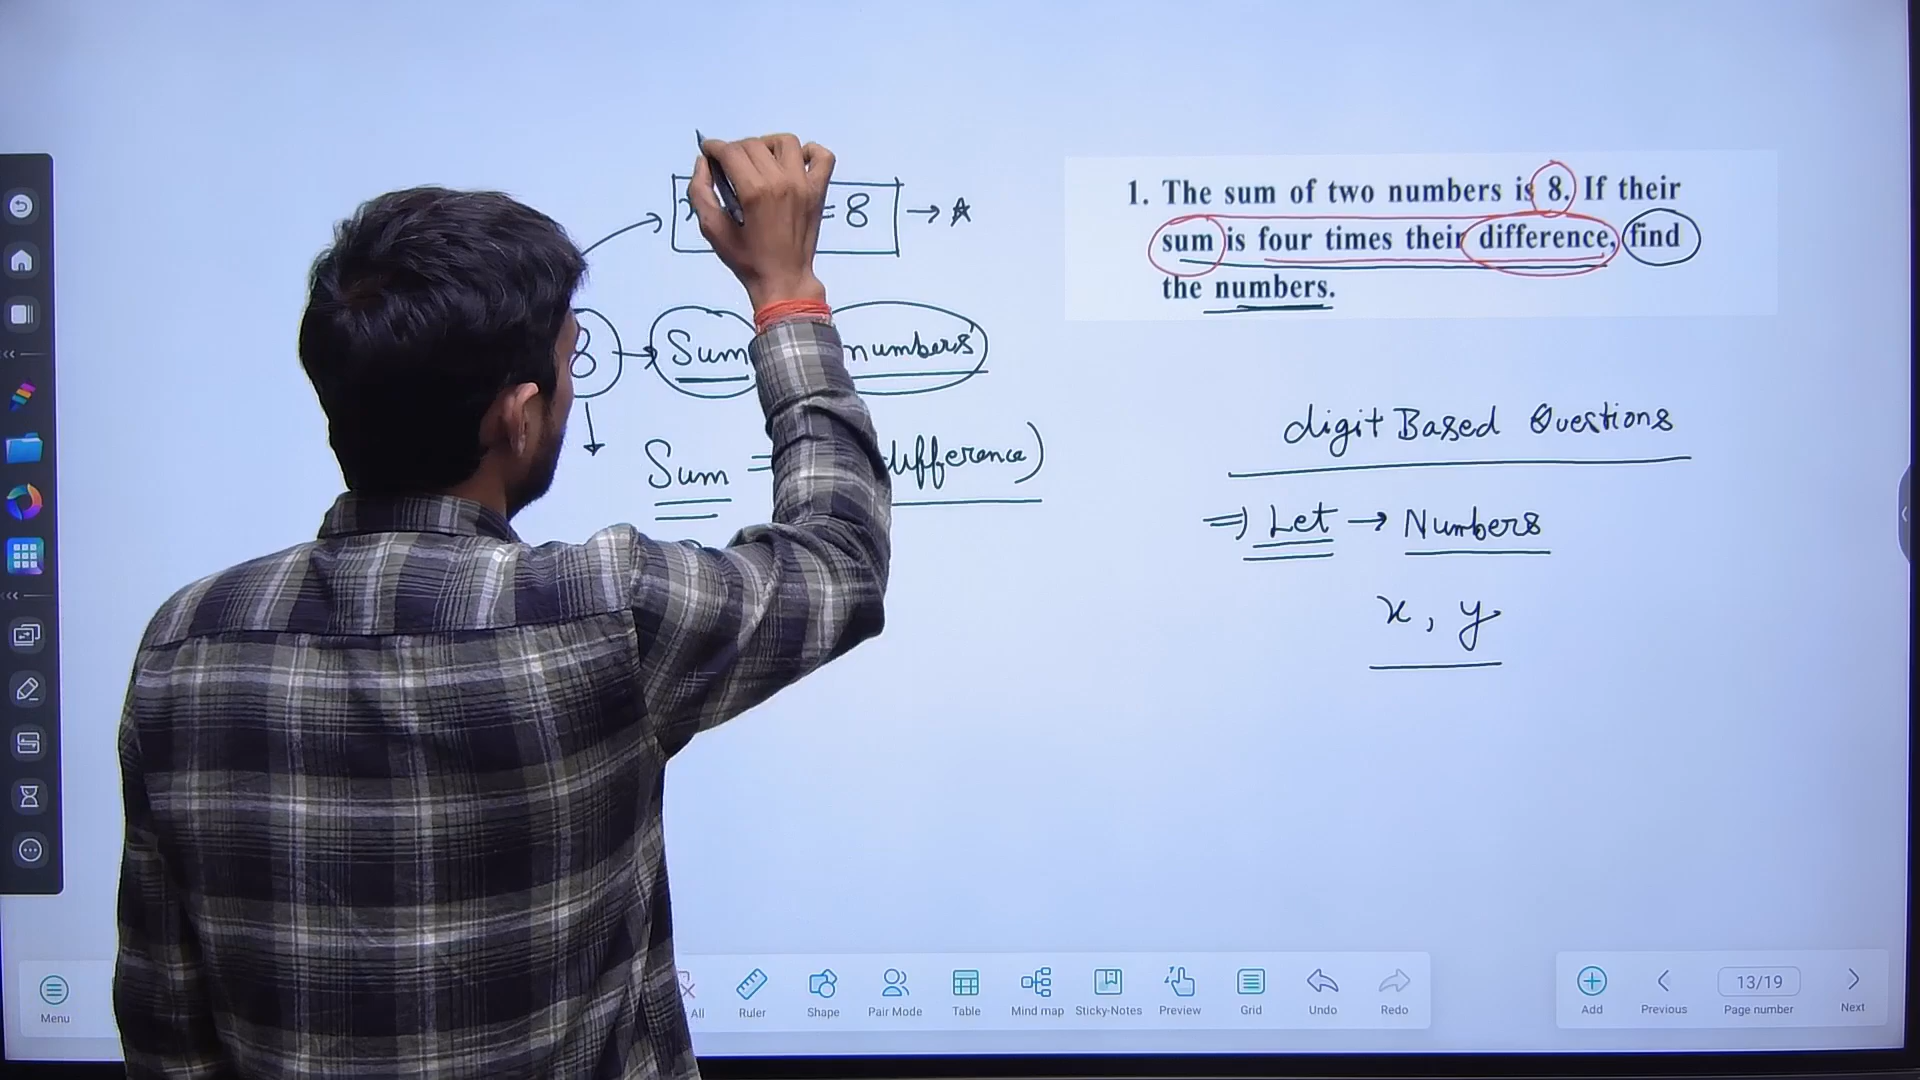 1. The sum of two numbers is 8. If their
sum is four times their difference, find
the numbers.
= 8 → ☆
8 → Sum numbers
Sum = difference)
digit Based Questions
⇒ Let → Numbers
x, y
Menu
All
Ruler
Shape
Pair Mode
Table
Mind map
Sticky-Notes
Preview
Grid
Undo
Redo
Add
Previous
13/19
Page number
Next